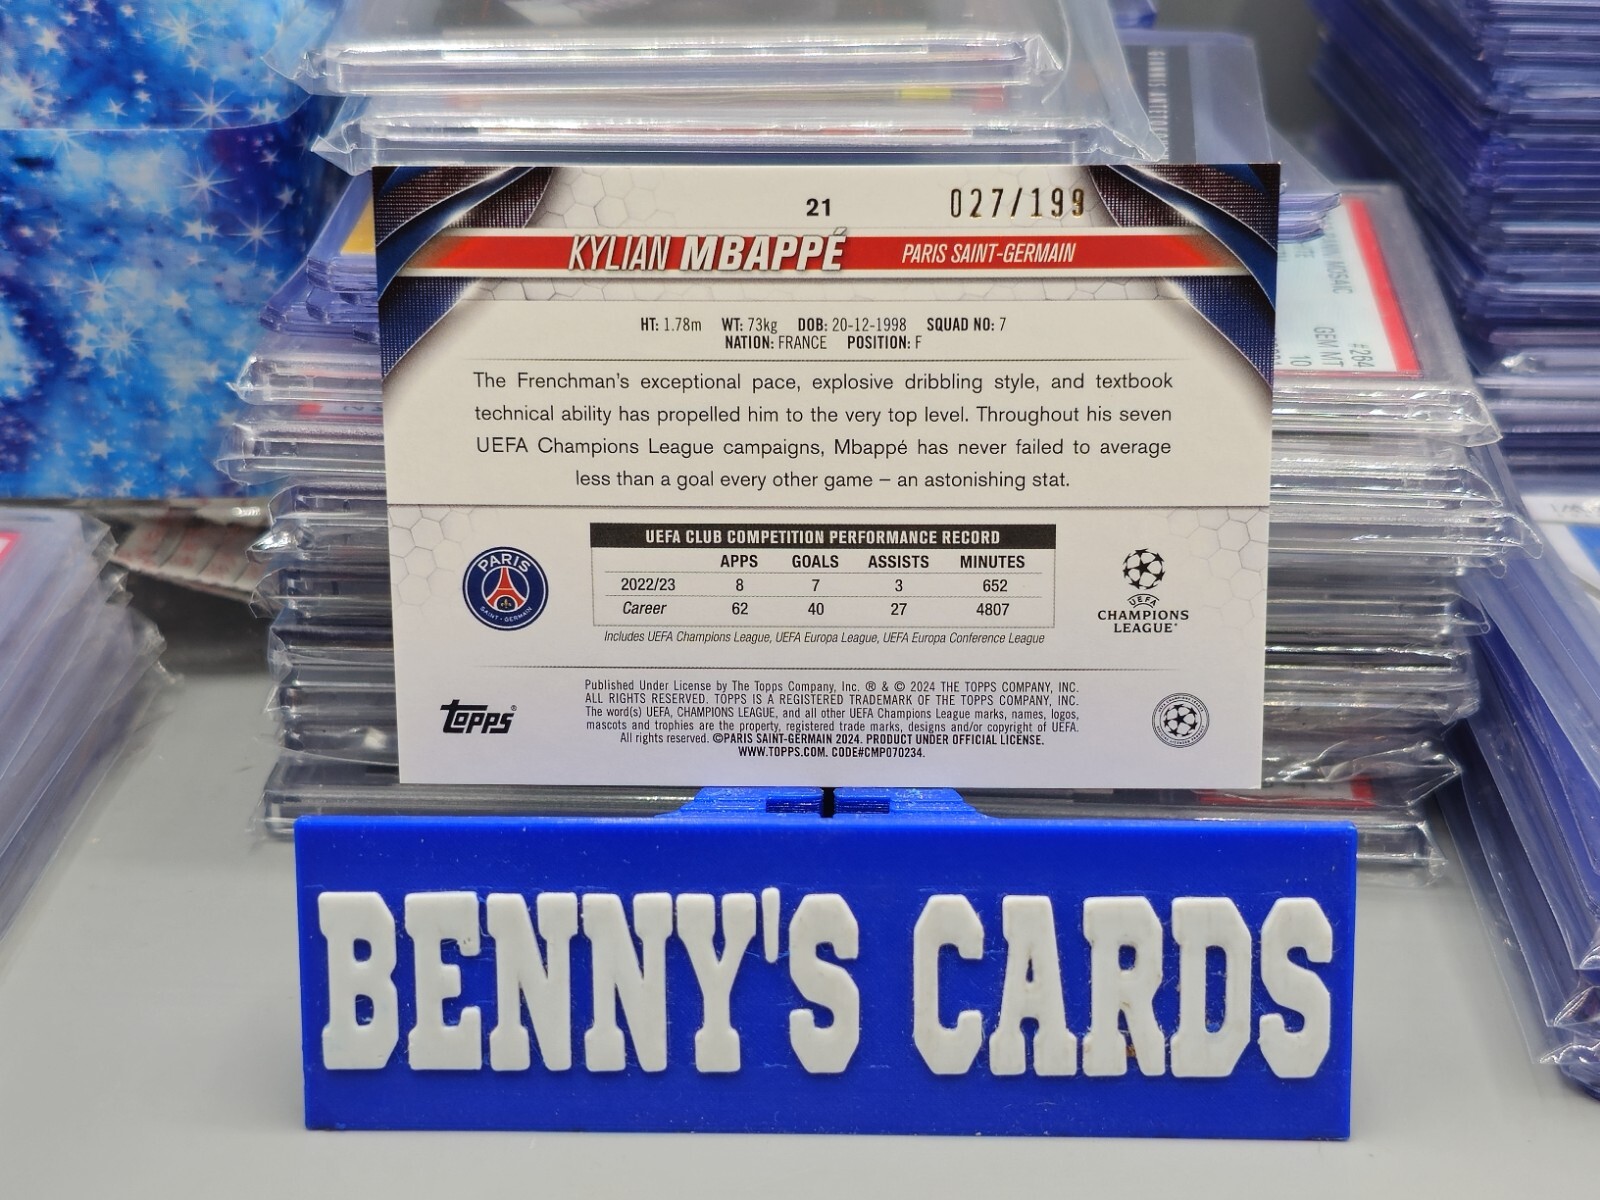 21
027/199
KYLIAN MBAPPÉ PARIS SAINT-GERMAIN
HT: 1.78m WT: 73kg DOB: 20-12-1998 SQUAD NO: 7
NATION: FRANCE POSITION: F
The Frenchman's exceptional pace, explosive dribbling style, and textbook
technical ability has propelled him to the very top level. Throughout his seven
UEFA Champions League campaigns, Mbappé has never failed to average
less than a goal every other game – an astonishing stat.
UEFA CLUB COMPETITION PERFORMANCE RECORD
APPS GOALS ASSISTS MINUTES
2022/23 8 7 3 652
Career 62 40 27 4807
Includes UEFA Champions League, UEFA Europa League, UEFA Europa Conference League
PARIS
SAINT-GERMAIN
UEFA
CHAMPIONS
LEAGUE®
topps®
Published Under License by The Topps Company, Inc. ® & © 2024 THE TOPPS COMPANY, INC.
ALL RIGHTS RESERVED. TOPPS IS A REGISTERED TRADEMARK OF THE TOPPS COMPANY, INC.
The word(s) UEFA, CHAMPIONS LEAGUE, and all other UEFA Champions League marks, names, logos,
mascots and trophies are the property, registered trade marks, designs and/or copyright of UEFA.
All rights reserved. ©PARIS SAINT-GERMAIN 2024. PRODUCT UNDER OFFICIAL LICENSE.
WWW.TOPPS.COM. CODE#CMP070234.
MOSAIC
#264
GEM MT
10
BENNY'S CARDS